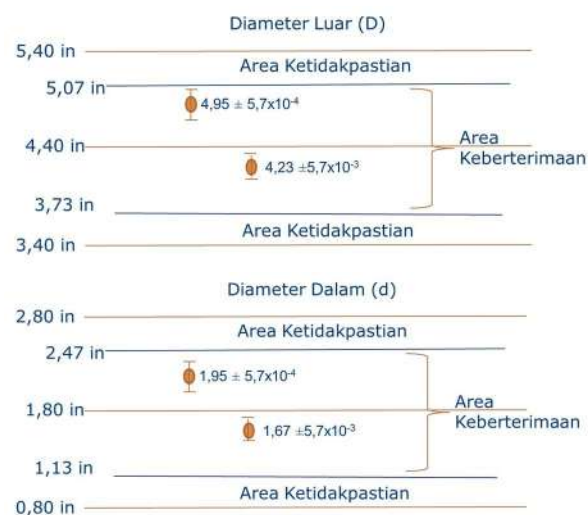 Diameter Luar (D)
5,40 in
Area Ketidakpastian
5,07 in
4,95 ± 5,7x10⁻⁴
4,40 in
Area
Keberterimaan
4,23 ±5,7x10⁻³
3,73 in
Area Ketidakpastian
3,40 in
Diameter Dalam (d)
2,80 in
Area Ketidakpastian
2,47 in
1,95 ± 5,7x10⁻⁴
1,80 in
Area
Keberterimaan
1,67 ±5,7x10⁻³
1,13 in
Area Ketidakpastian
0,80 in